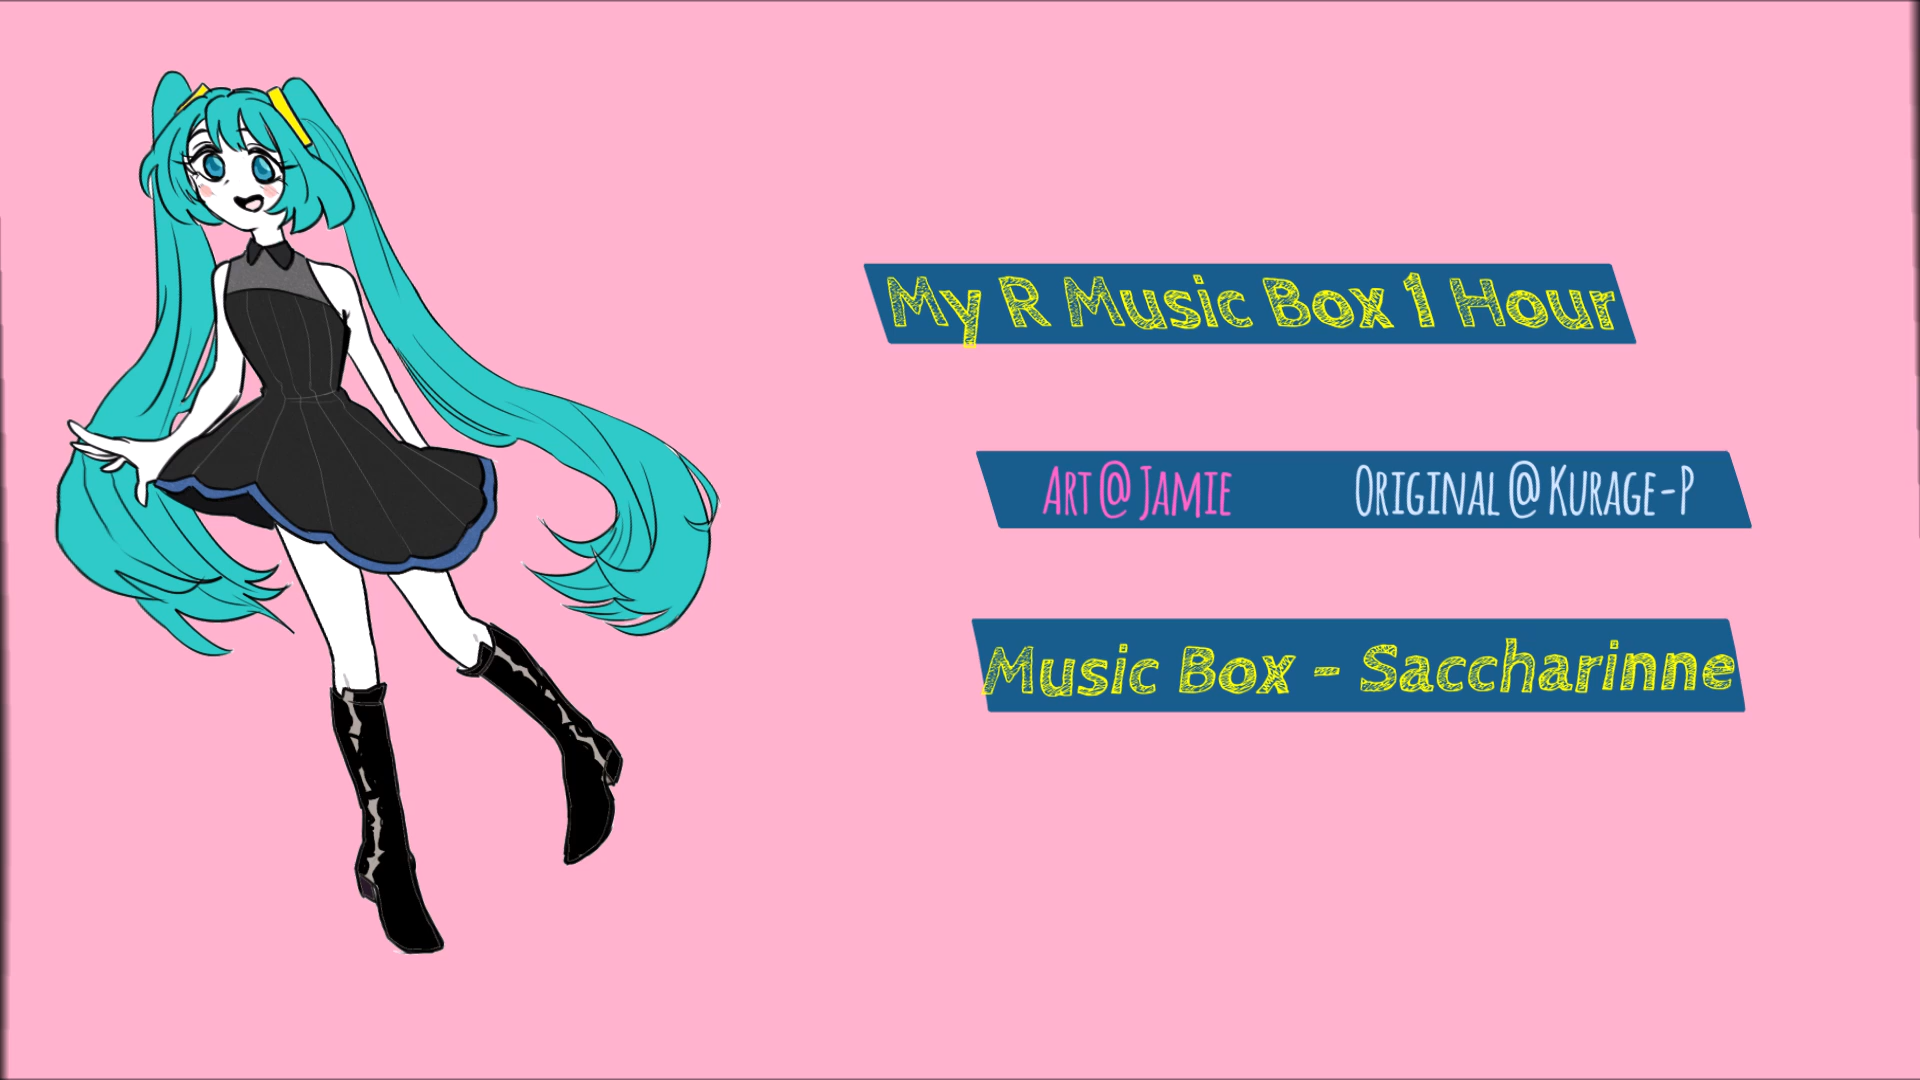 My R Music Box 1 Hour
Art @ Jamie Original @ Kurage-P
Music Box - Saccharinne